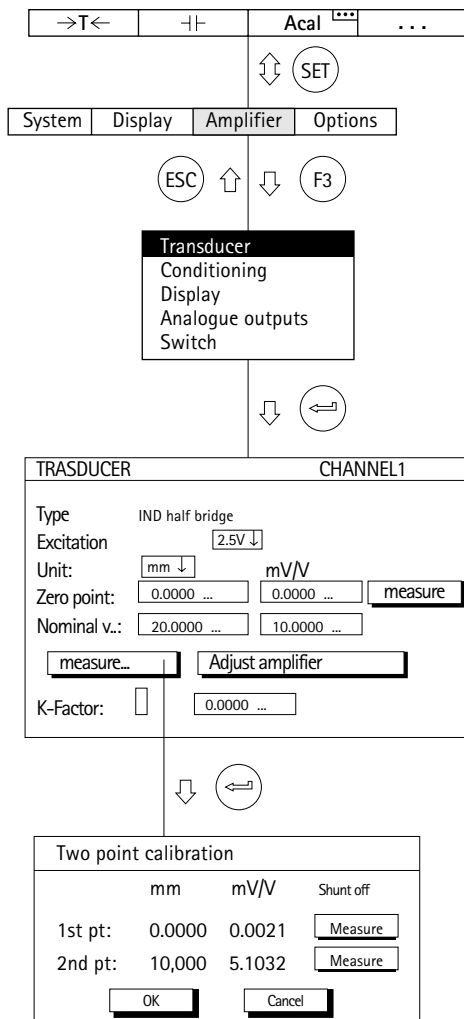 →T← ⊣⊢ Acal ... . . .
SET
System Display Amplifier Options
ESC F3
Transducer
Conditioning
Display
Analogue outputs
Switch
TRASDUCER CHANNEL1
Type IND half bridge
Excitation 2.5V ↓
Unit: mm ↓ mV/V
Zero point: 0.0000 ... 0.0000 ... measure
Nominal v..: 20.0000 ... 10.0000 ...
measure... Adjust amplifier
K-Factor: 0.0000 ...
Two point calibration
mm mV/V Shunt off
1st pt: 0.0000 0.0021 Measure
2nd pt: 10,000 5.1032 Measure
OK Cancel